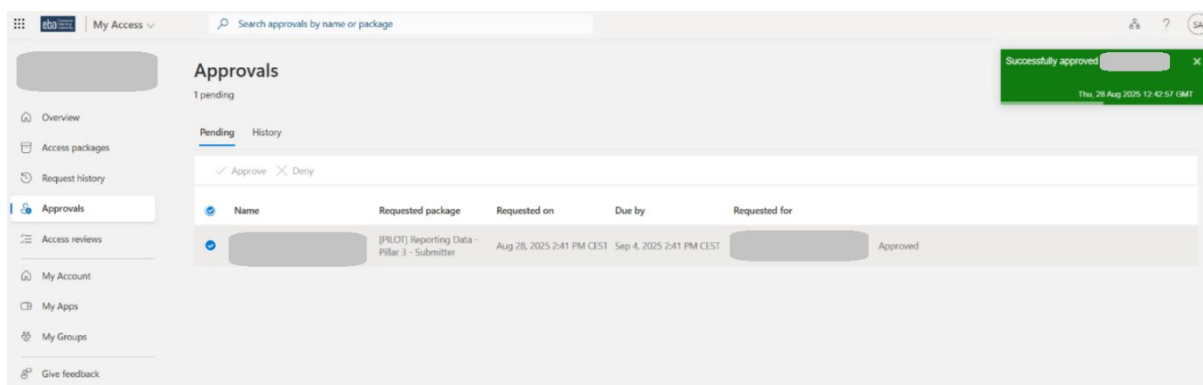 eba
My Access
Search approvals by name or package
?
SA
Successfully approved
Thu, 28 Aug 2025 12:42:57 GMT
Approvals
1 pending
Overview
Access packages
Request history
Approvals
Access reviews
My Account
My Apps
My Groups
Give feedback
Pending History
Approve Deny
Name Requested package Requested on Due by Requested for
[PILOT] Reporting Data -
Pillar 3 - Submitter
Aug 28, 2025 2:41 PM CEST Sep 4, 2025 2:41 PM CEST Approved